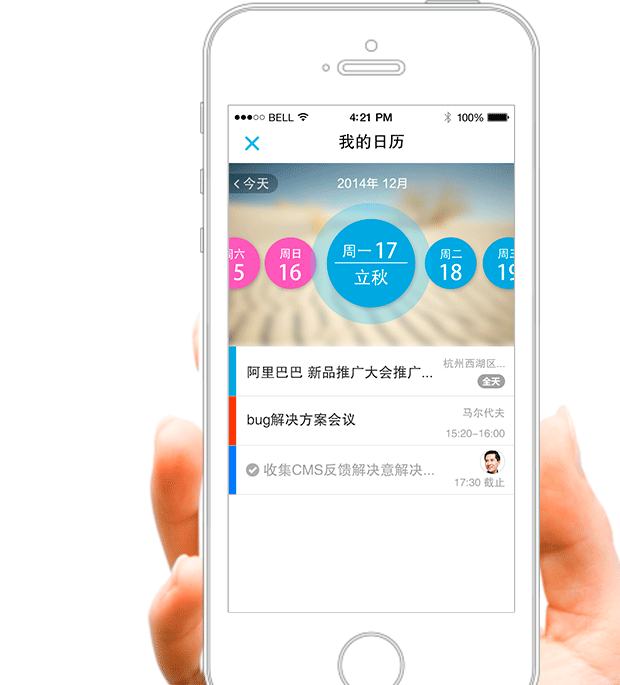 BELL 4:21 PM 100%
我的日历
今天 2014年 12月
周六 周日 周一 17 周二 周三
15 16 立秋 18 19
阿里巴巴 新品推广大会推广... 杭州西湖区...
全天
bug解决方案会议 马尔代夫
15:20-16:00
收集CMS反馈解决意解决...
17:30 截止